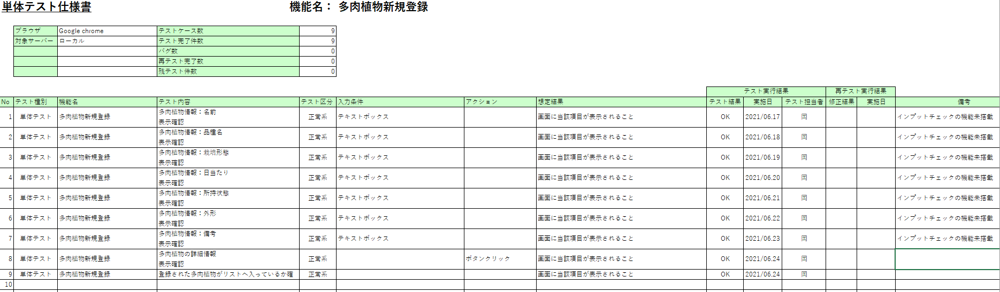 単体テスト仕様書 機能名： 多肉植物新規登録
ブラウザ Google chrome テストケース数 9
対象サーバー ローカル テスト完了件数 9
バグ数 0
再テスト完了数 0
残テスト件数 0
テスト実行結果 再テスト実行結果
No テスト種別 機能名 テスト内容 テスト区分 入力条件 アクション 想定結果 テスト結果 実施日 テスト担当者 修正結果 実施日 備考
1 単体テスト 多肉植物新規登録 多肉植物情報：名前 表示確認 正常系 テキストボックス 画面に当該項目が表示されること OK 2021/06.17 岡 インプットチェックの機能未搭載
2 単体テスト 多肉植物新規登録 多肉植物情報：品種名 表示確認 正常系 テキストボックス 画面に当該項目が表示されること OK 2021/06.18 岡 インプットチェックの機能未搭載
3 単体テスト 多肉植物新規登録 多肉植物情報：栽培形態 表示確認 正常系 テキストボックス 画面に当該項目が表示されること OK 2021/06.19 岡 インプットチェックの機能未搭載
4 単体テスト 多肉植物新規登録 多肉植物情報：日当たり 表示確認 正常系 テキストボックス 画面に当該項目が表示されること OK 2021/06.20 岡 インプットチェックの機能未搭載
5 単体テスト 多肉植物新規登録 多肉植物情報：所持状態 表示確認 正常系 テキストボックス 画面に当該項目が表示されること OK 2021/06.21 岡 インプットチェックの機能未搭載
6 単体テスト 多肉植物新規登録 多肉植物情報：外形 表示確認 正常系 テキストボックス 画面に当該項目が表示されること OK 2021/06.22 岡 インプットチェックの機能未搭載
7 単体テスト 多肉植物新規登録 多肉植物情報：備考 表示確認 正常系 テキストボックス 画面に当該項目が表示されること OK 2021/06.23 岡 インプットチェックの機能未搭載
8 単体テスト 多肉植物新規登録 多肉植物の詳細情報 表示確認 正常系 ボタンクリック 画面に当該項目が表示されること OK 2021/06.24 岡
9 単体テスト 多肉植物新規登録 登録された多肉植物がリストへ入っているか確 正常系 画面に当該項目が表示されること OK 2021/06.24 岡
10